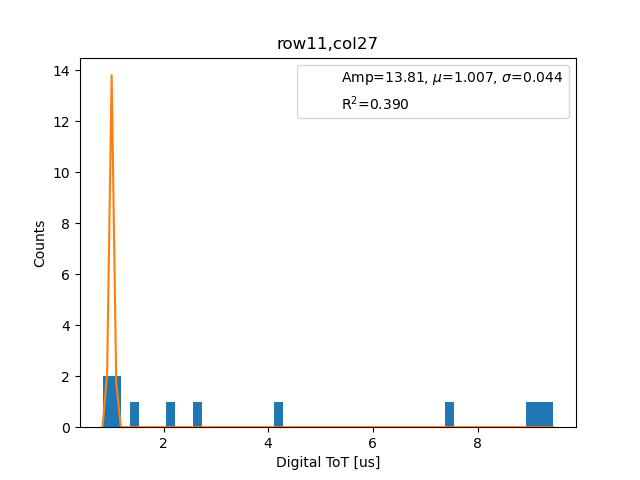 row11,col27
Amp=13.81, μ=1.007, σ=0.044
R²=0.390
14
12
10
8
6
4
2
0
Counts
2 4 6 8
Digital ToT [us]